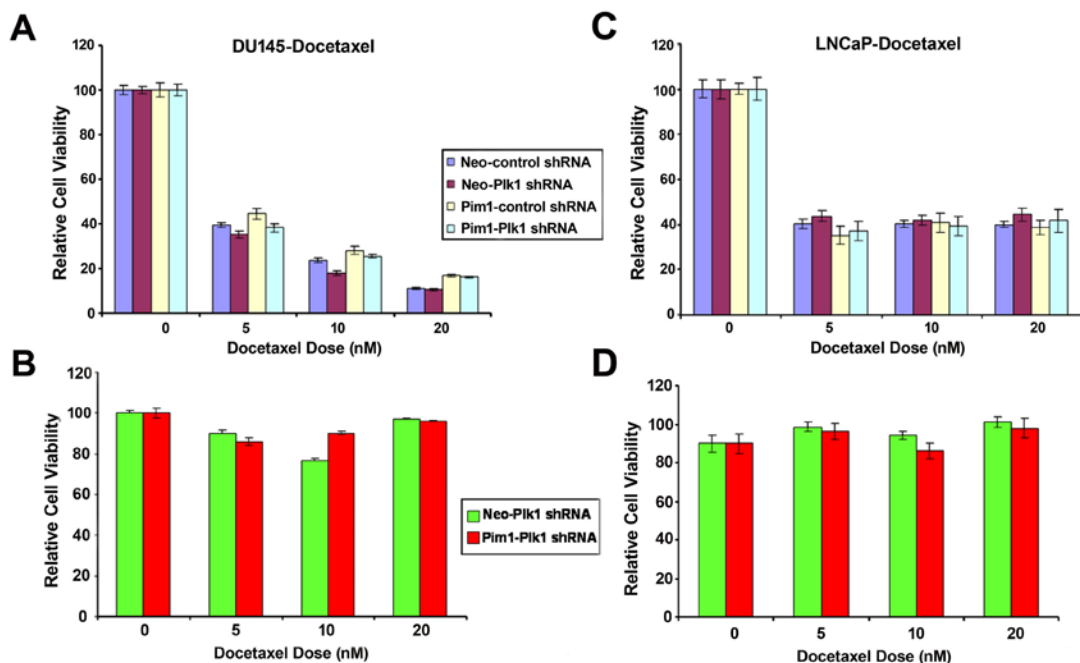 A
DU145-Docetaxel
Relative Cell Viability
120
100
80
60
40
20
0
0 5 10 20
Docetaxel Dose (nM)
Neo-control shRNA
Neo-Plk1 shRNA
Pim1-control shRNA
Pim1-Plk1 shRNA
C
LNCaP-Docetaxel
Relative Cell Viability
120
100
80
60
40
20
0
0 5 10 20
Docetaxel Dose (nM)
B
Relative Cell Viability
120
100
80
60
40
20
0
0 5 10 20
Docetaxel Dose (nM)
Neo-Plk1 shRNA
Pim1-Plk1 shRNA
D
Relative Cell Viability
120
100
80
60
40
20
0
0 5 10 20
Docetaxel Dose (nM)